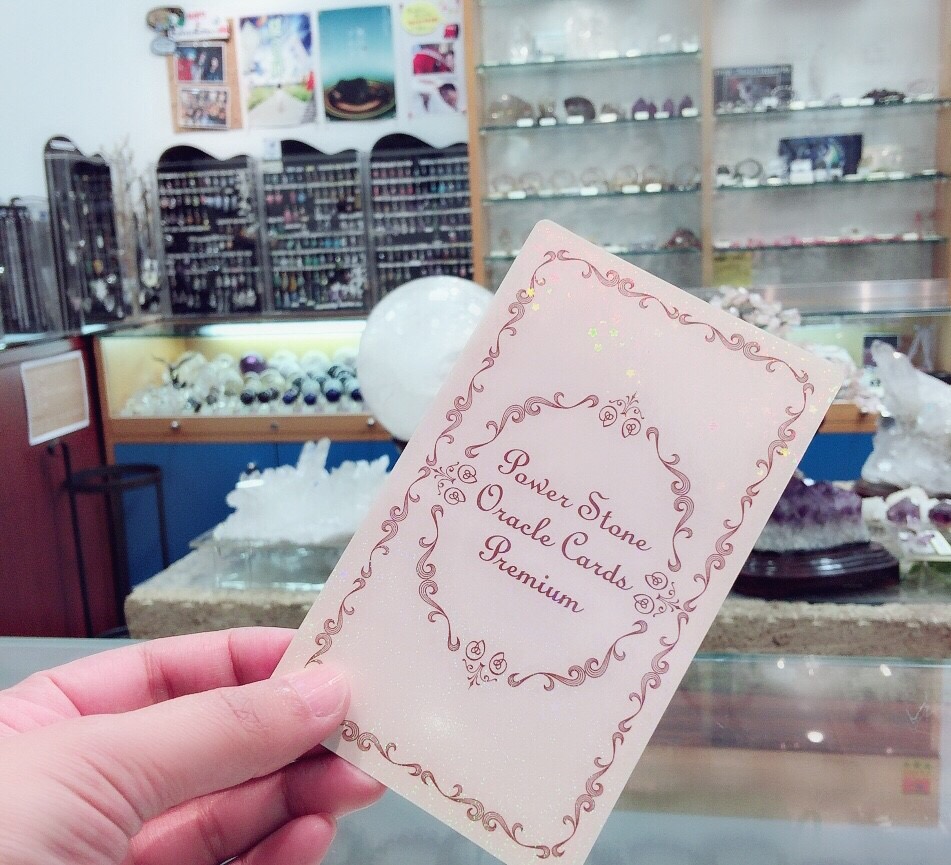 Power Stone
Oracle Cards
Premium